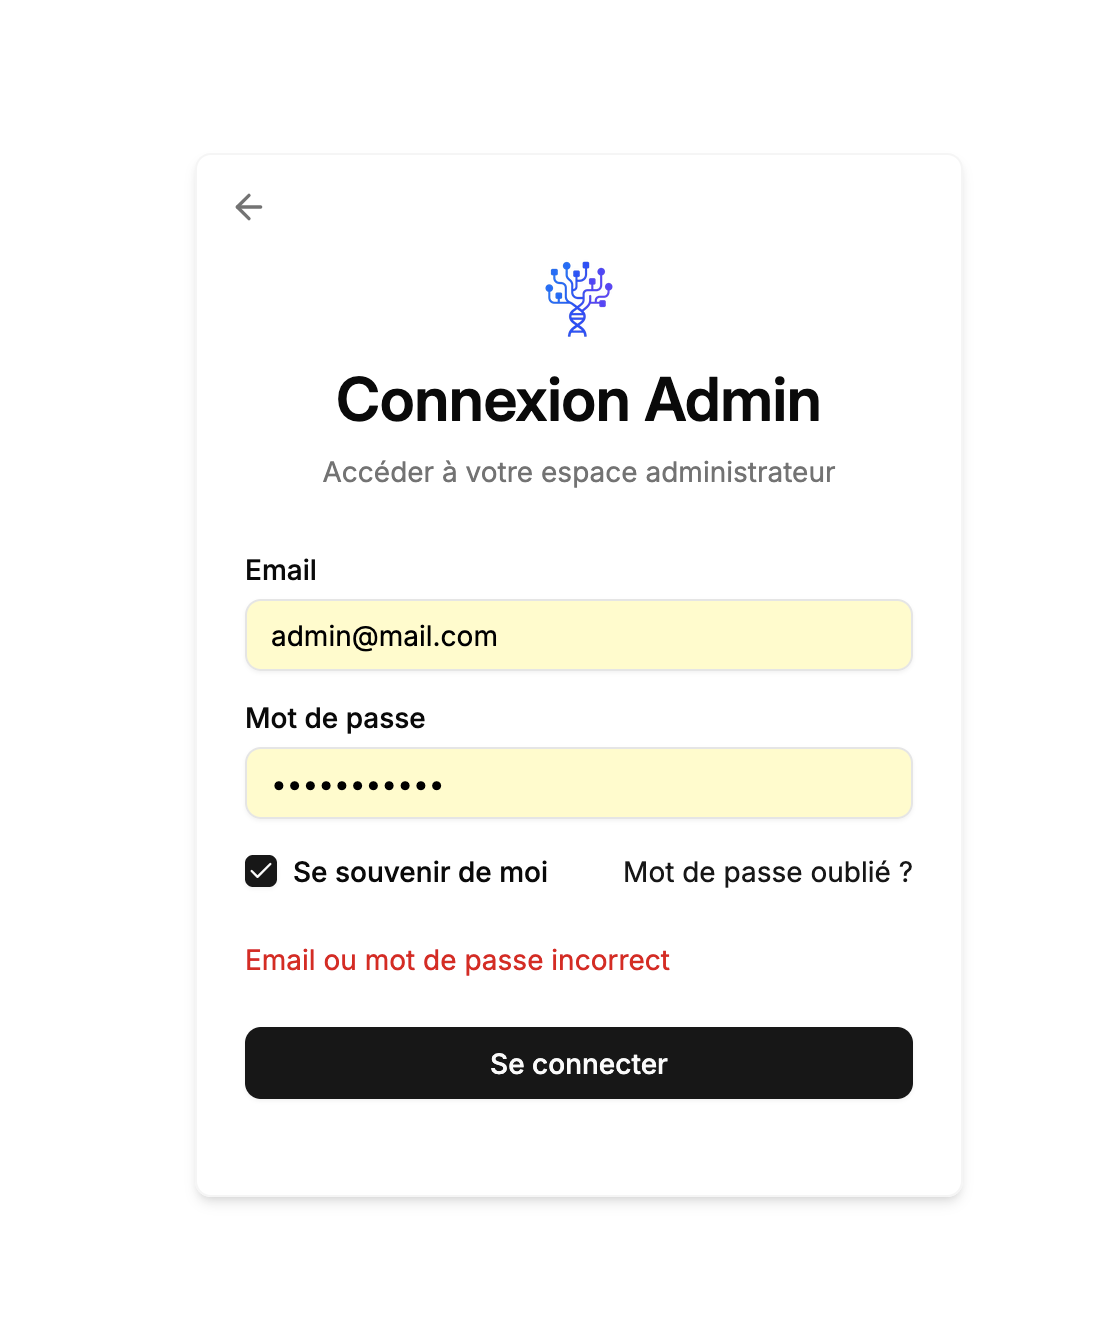 Connexion Admin
Accéder à votre espace administrateur
Email
admin@mail.com
Mot de passe
•••••••••••
Se souvenir de moi
Mot de passe oublié ?
Email ou mot de passe incorrect
Se connecter